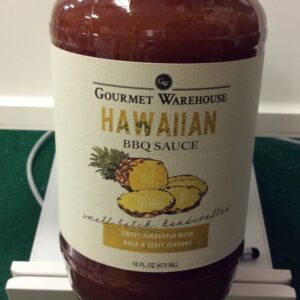 GW
GOURMET WAREHOUSE
HAWAIIAN
BBQ SAUCE
small batch, handcrafted
SWEET PINEAPPLE WITH
BOLD & ZESTY FLAVORS
16 FL OZ (473 ML)